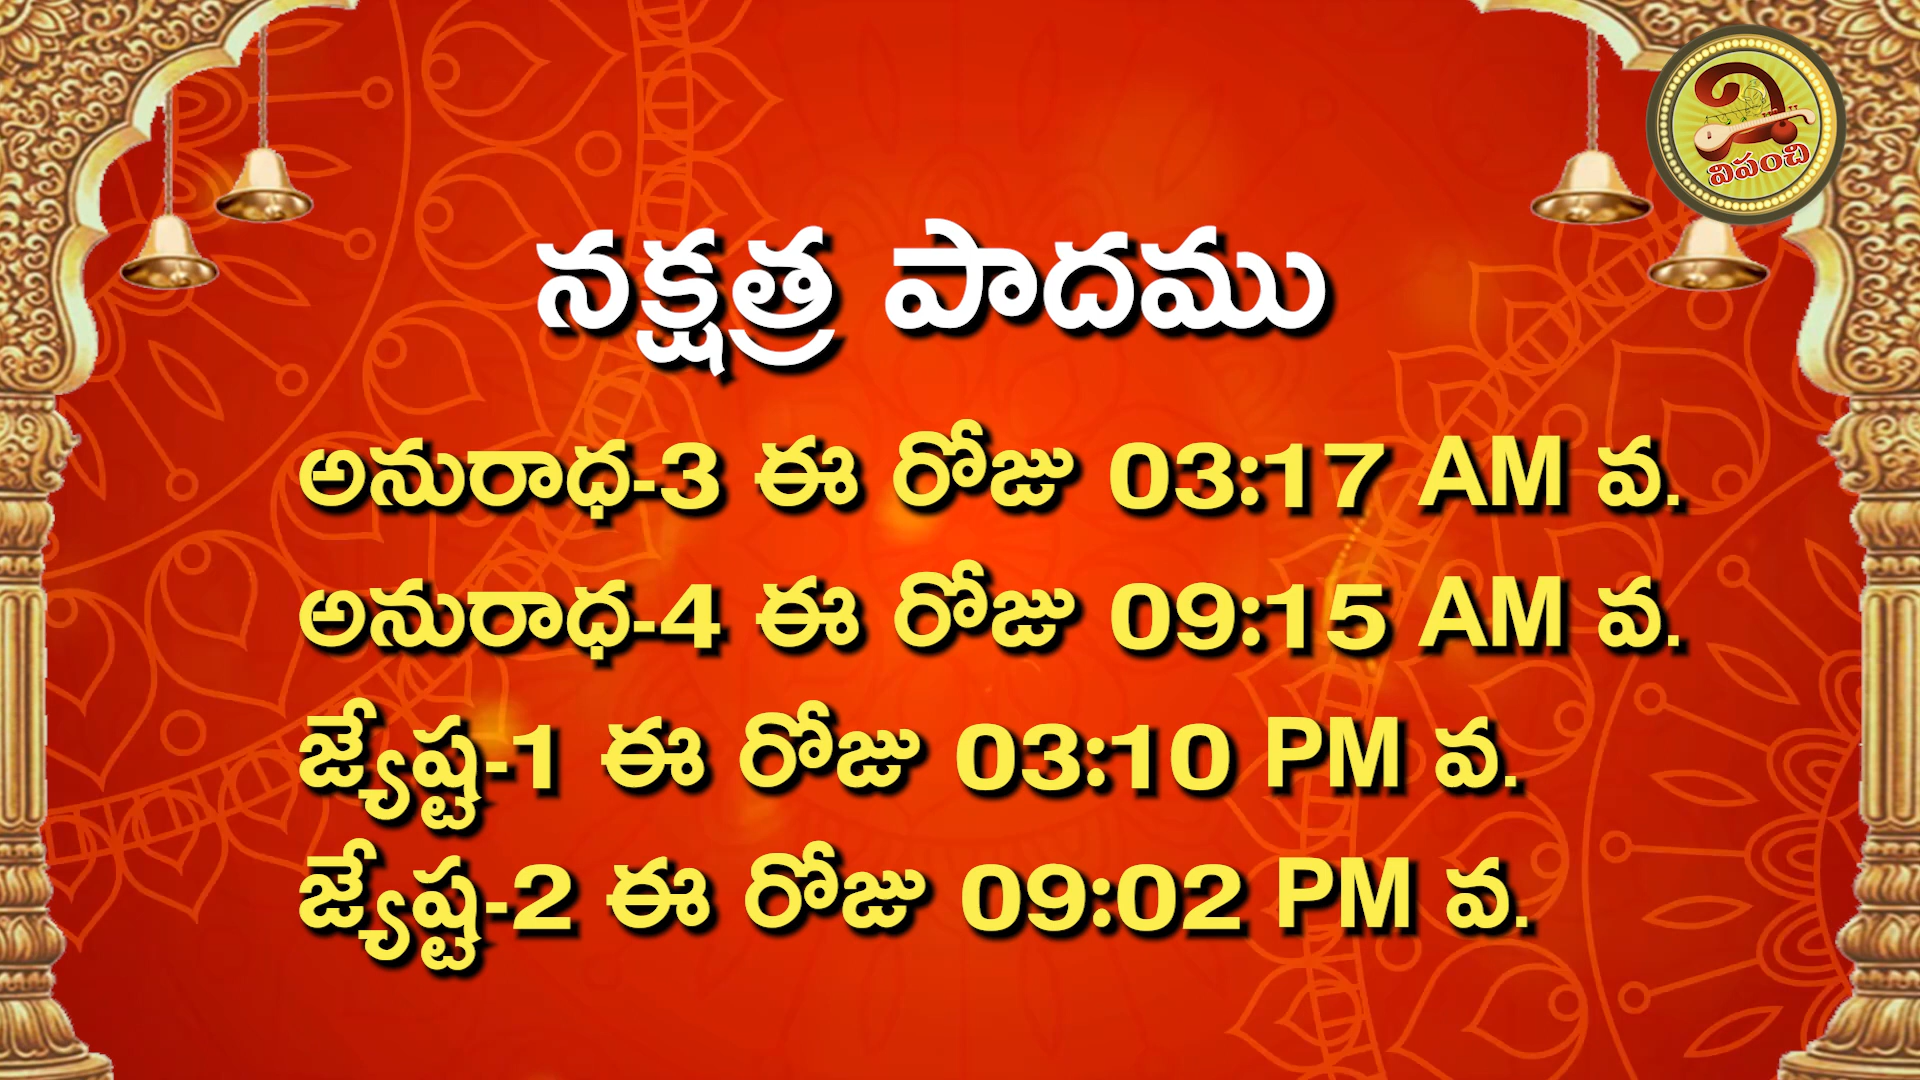 విపంచి
నక్షత్ర పాదము
అనురాధ-3 ఈ రోజు 03:17 AM వ.
అనురాధ-4 ఈ రోజు 09:15 AM వ.
జ్యేష్ట-1 ఈ రోజు 03:10 PM వ.
జ్యేష్ట-2 ఈ రోజు 09:02 PM వ.